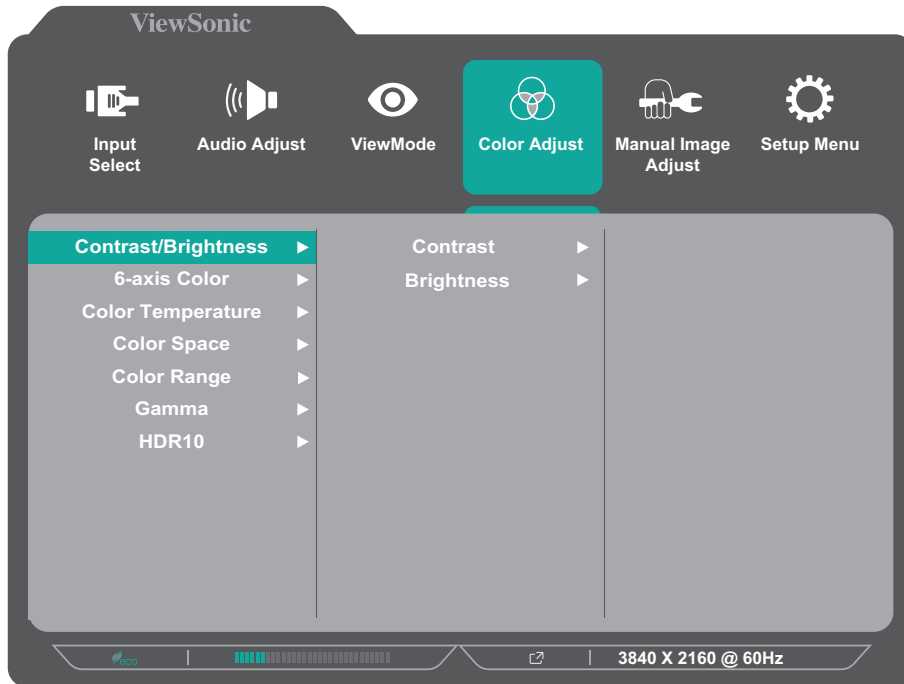 ViewSonic
Input Select
Audio Adjust
ViewMode
Color Adjust
Manual Image Adjust
Setup Menu
Contrast/Brightness
6-axis Color
Color Temperature
Color Space
Color Range
Gamma
HDR10
Contrast
Brightness
eco
3840 X 2160 @ 60Hz